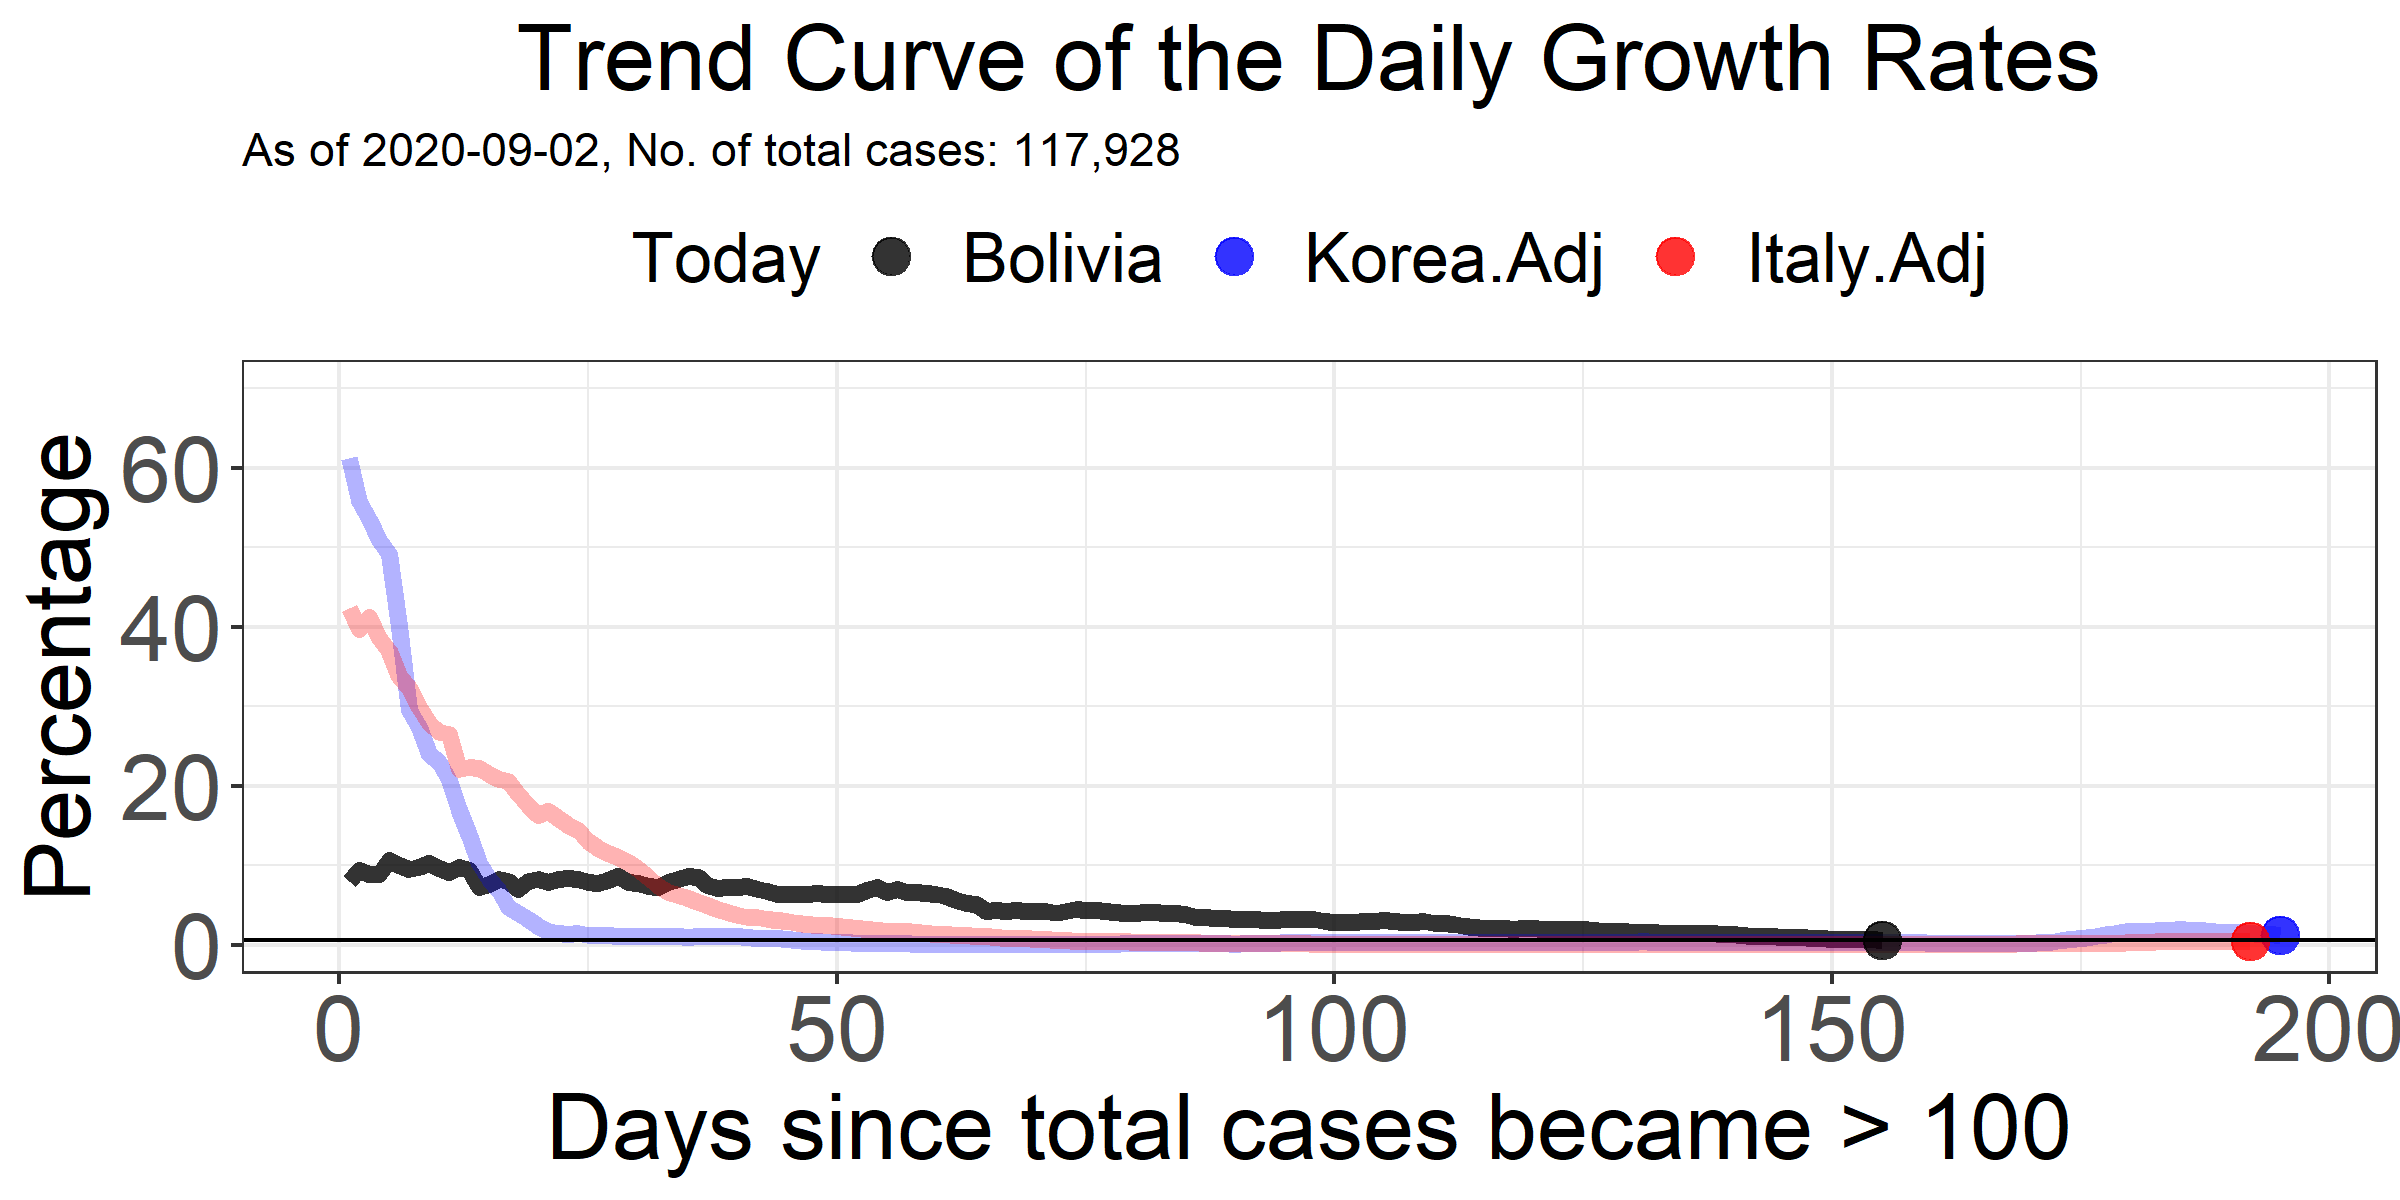 Trend Curve of the Daily Growth Rates
As of 2020-09-02, No. of total cases: 117,928
Today Bolivia Korea.Adj Italy.Adj
Percentage
60
40
20
0
0 50 100 150 200
Days since total cases became > 100